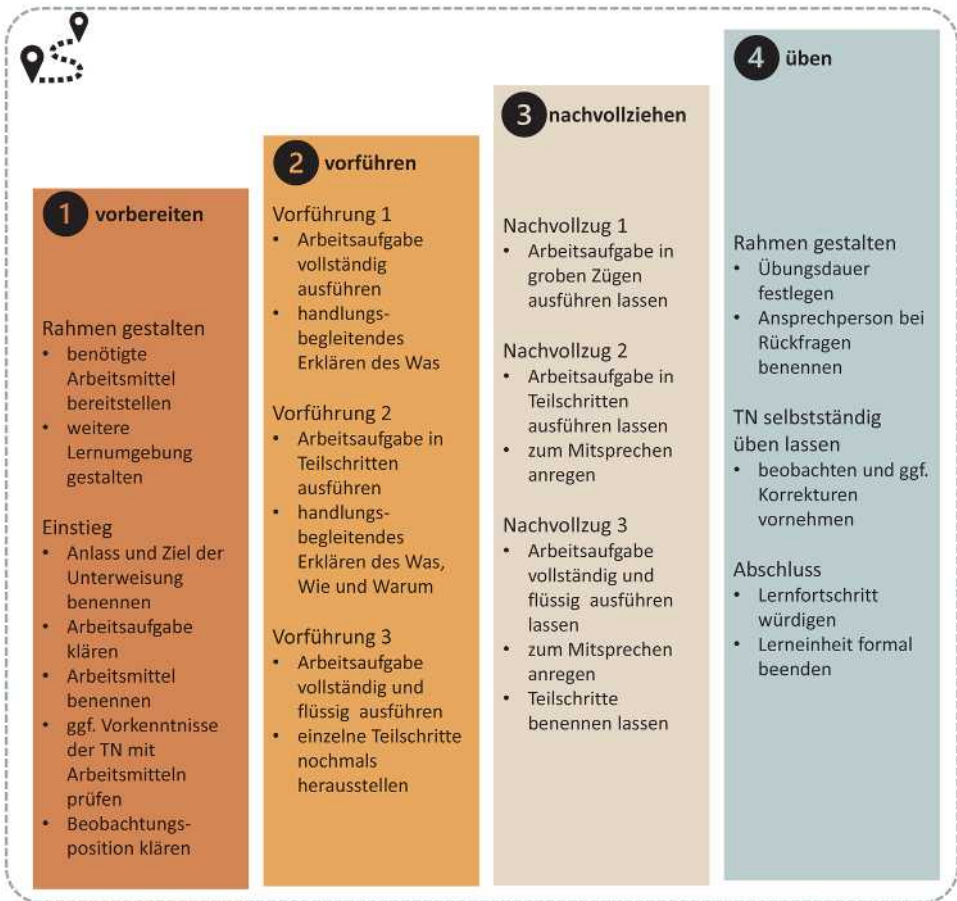 1 vorbereiten
Rahmen gestalten
• benötigte
Arbeitsmittel
bereitstellen
• weitere
Lernumgebung
gestalten
Einstieg
• Anlass und Ziel der
Unterweisung
benennen
• Arbeitsaufgabe
klären
• Arbeitsmittel
benennen
• ggf. Vorkenntnisse
der TN mit
Arbeitsmitteln
prüfen
• Beobachtungs-
position klären
2 vorführen
Vorführung 1
• Arbeitsaufgabe
vollständig
ausführen
• handlungs-
begleitendes
Erklären des Was
Vorführung 2
• Arbeitsaufgabe in
Teilschritten
ausführen
• handlungs-
begleitendes
Erklären des Was,
Wie und Warum
Vorführung 3
• Arbeitsaufgabe
vollständig und
flüssig ausführen
• einzelne Teilschritte
nochmals
herausstellen
3 nachvollziehen
Nachvollzug 1
• Arbeitsaufgabe in
groben Zügen
ausführen lassen
Nachvollzug 2
• Arbeitsaufgabe in
Teilschritten
ausführen lassen
• zum Mitsprechen
anregen
Nachvollzug 3
• Arbeitsaufgabe
vollständig und
flüssig ausführen
lassen
• zum Mitsprechen
anregen
• Teilschritte
benennen lassen
4 üben
Rahmen gestalten
• Übungsdauer
festlegen
• Ansprechperson bei
Rückfragen
benennen
TN selbstständig
üben lassen
• beobachten und ggf.
Korrekturen
vornehmen
Abschluss
• Lernfortschritt
würdigen
• Lerneinheit formal
beenden